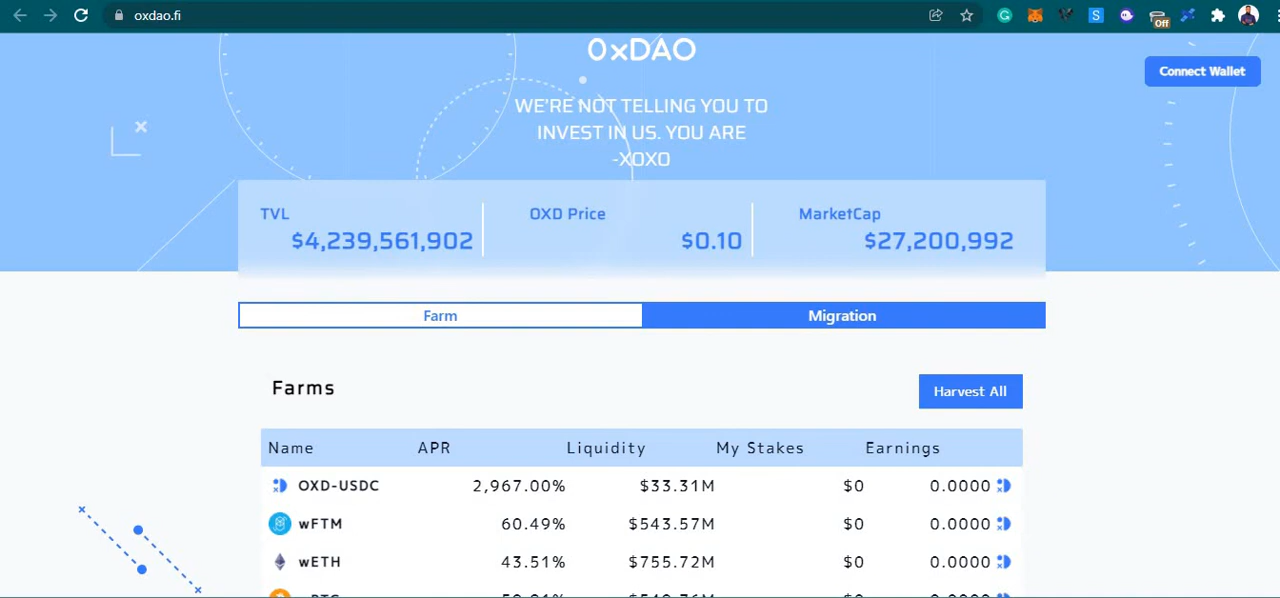 oxdao.fi
Off
0xDAO
Connect Wallet
WE'RE NOT TELLING YOU TO
INVEST IN US. YOU ARE
-XOXO
TVL
$4,239,561,902
OXD Price
$0.10
MarketCap
$27,200,992
Farm Migration
Farms
Harvest All
Name APR Liquidity My Stakes Earnings
OXD-USDC 2,967.00% $33.31M $0 0.0000
wFTM 60.49% $543.57M $0 0.0000
wETH 43.51% $755.72M $0 0.0000